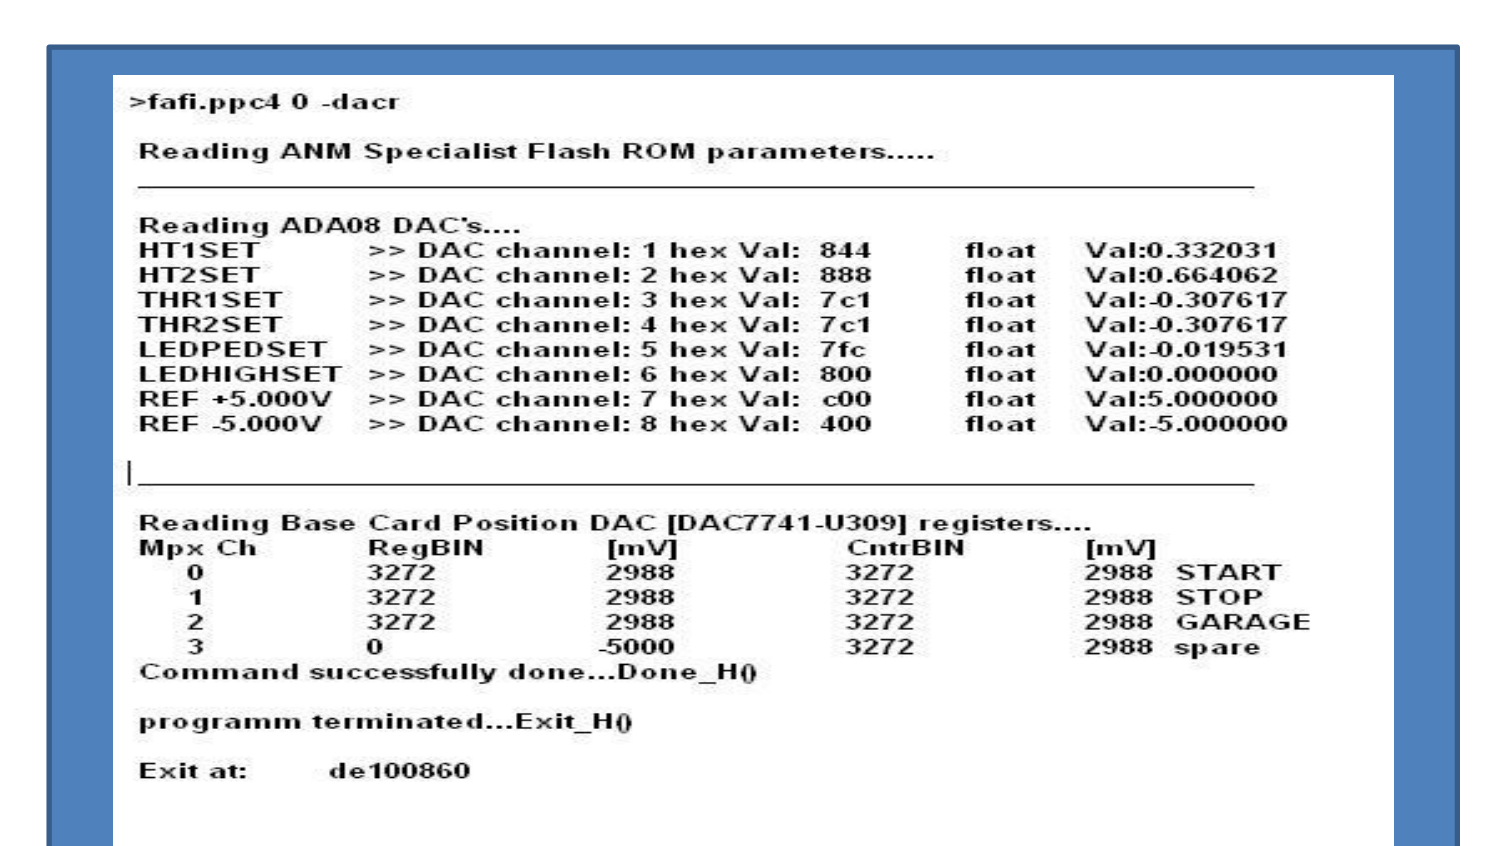 >fafi.ppc4 0 -dacr
Reading ANM Specialist Flash ROM parameters.....
Reading ADA08 DAC's....
HT1SET >> DAC channel: 1 hex Val: 844 float Val:0.332031
HT2SET >> DAC channel: 2 hex Val: 888 float Val:0.664062
THR1SET >> DAC channel: 3 hex Val: 7c1 float Val:-0.307617
THR2SET >> DAC channel: 4 hex Val: 7c1 float Val:-0.307617
LEDPEDSET >> DAC channel: 5 hex Val: 7fc float Val:-0.019531
LEDHIGHSET >> DAC channel: 6 hex Val: 800 float Val:0.000000
REF +5.000V >> DAC channel: 7 hex Val: c00 float Val:5.000000
REF -5.000V >> DAC channel: 8 hex Val: 400 float Val:-5.000000
Reading Base Card Position DAC [DAC7741-U309] registers....
Mpx Ch RegBIN [mV] CntrBIN [mV]
0 3272 2988 3272 2988 START
1 3272 2988 3272 2988 STOP
2 3272 2988 3272 2988 GARAGE
3 0 -5000 3272 2988 spare
Command successfully done...Done_H()
programm terminated...Exit_H()
Exit at: de100860